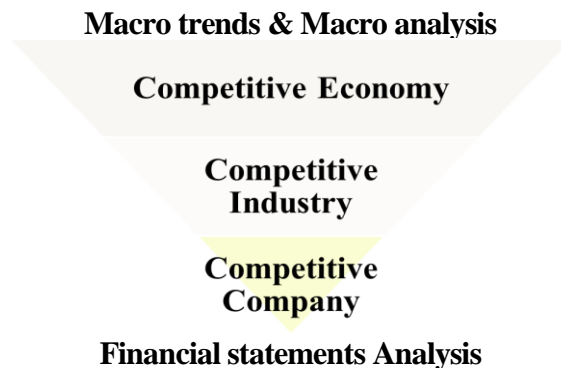 Macro trends & Macro analysis
Competitive Economy
Competitive
Industry
Competitive
Company
Financial statements Analysis